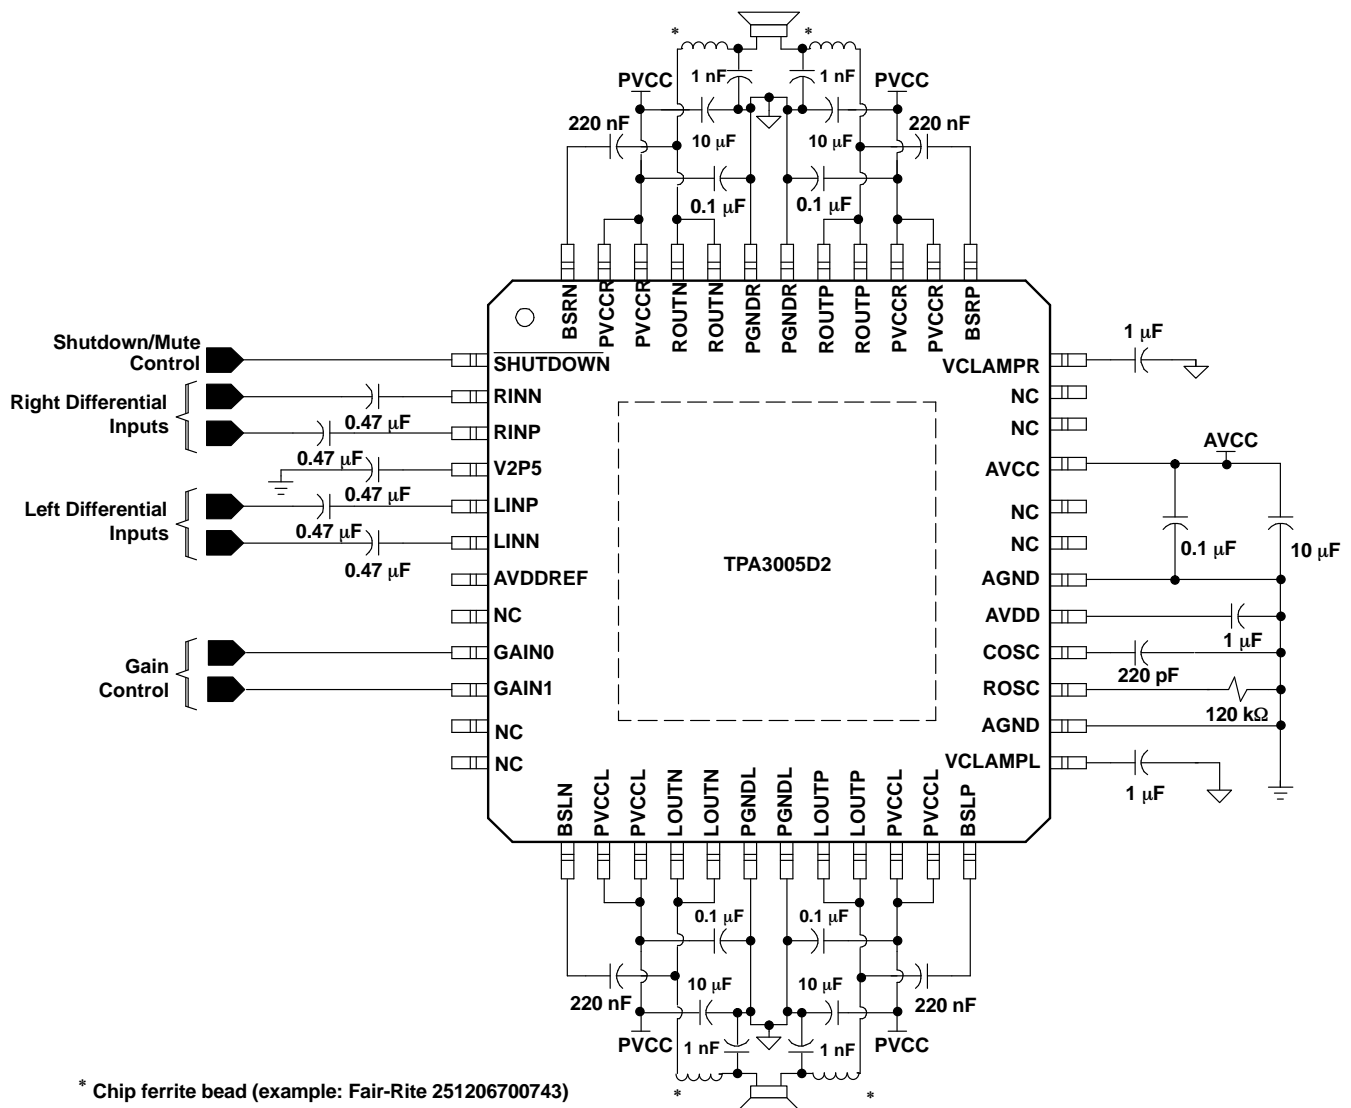 * *
1 nF 1 nF
PVCC PVCC
220 nF 220 nF
10 µF 10 µF
0.1 µF 0.1 µF
BSRN PVCCR PVCCR ROUTN ROUTN PGNDR PGNDR ROUTP ROUTP PVCCR PVCCR BSRP
Shutdown/Mute
Control
SHUTDOWN
Right Differential
Inputs
RINN
0.47 µF
RINP
0.47 µF
V2P5
0.47 µF
Left Differential
Inputs
LINP
0.47 µF
LINN
0.47 µF
AVDDREF
NC
Gain
Control
GAIN0
GAIN1
NC
NC
TPA3005D2
VCLAMPR
1 µF
NC
NC
AVCC
AVCC
NC
NC
0.1 µF
10 µF
AGND
AVDD
1 µF
COSC
220 pF
ROSC
120 kΩ
AGND
VCLAMPL
1 µF
BSLN PVCCL PVCCL LOUTN LOUTN PGNDL PGNDL LOUTP LOUTP PVCCL PVCCL BSLP
0.1 µF 0.1 µF
10 µF 10 µF
220 nF 220 nF
PVCC PVCC
1 nF 1 nF
* *
* Chip ferrite bead (example: Fair-Rite 251206700743)